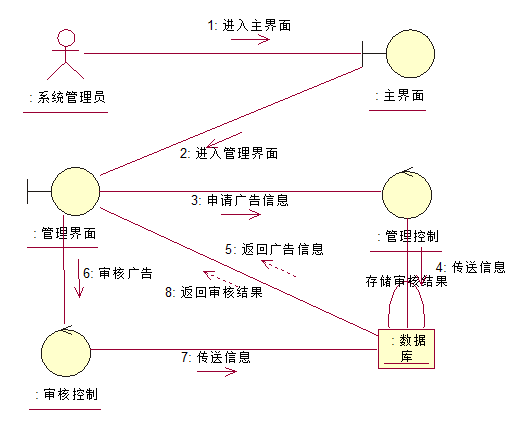 1: 进入主界面
: 系统管理员
: 主界面
2: 进入管理界面
3: 申请广告信息
: 管理界面
: 管理控制
5: 返回广告信息
4: 传送信息
6: 审核广告
存储审核结果
8: 返回审核结果
: 数据
库
7: 传送信息
: 审核控制